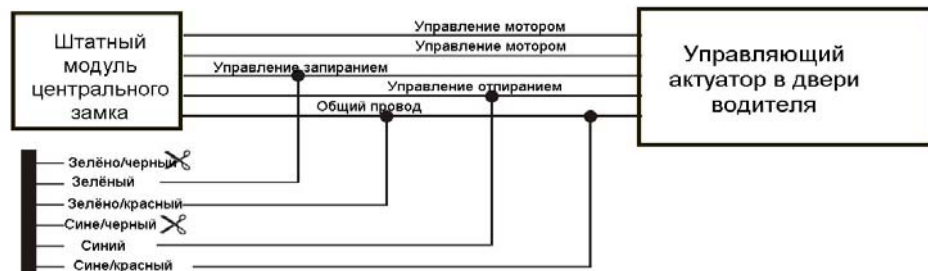 Штатный
модуль
центрального
замка
Управление мотором
Управление мотором
Управление запиранием
Управление отпиранием
Общий провод
Управляющий
актуатор в двери
водителя
Зелёно/черный
Зелёный
Зелёно/красный
Сине/черный
Синий
Сине/красный